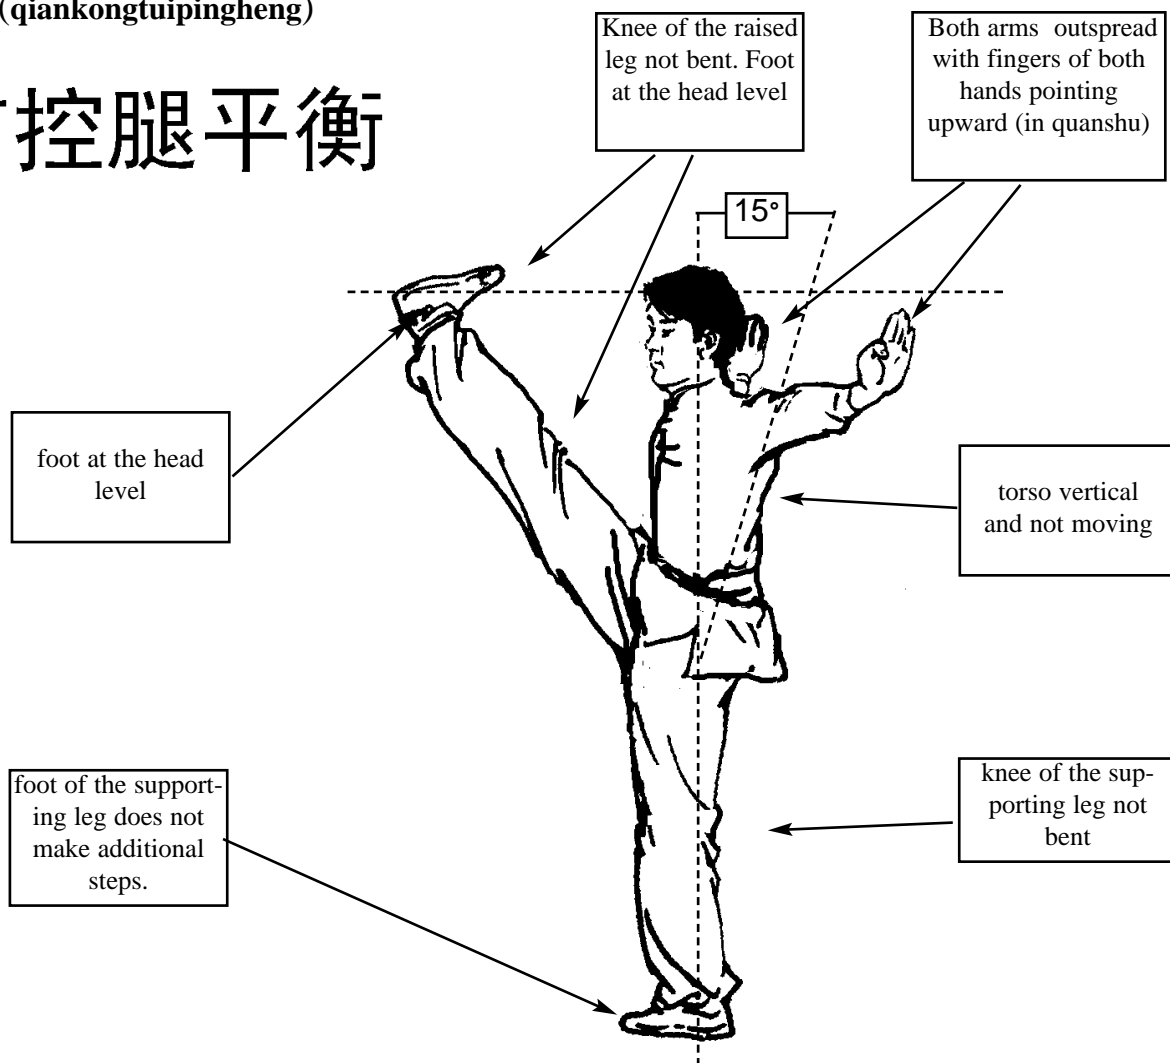 (qiankongtuipingheng)
控腿平衡
Knee of the raised
leg not bent. Foot
at the head level
Both arms outspread
with fingers of both
hands pointing
upward (in quanshu)
15°
foot at the head
level
torso vertical
and not moving
foot of the support-
ing leg does not
make additional
steps.
knee of the sup-
porting leg not
bent